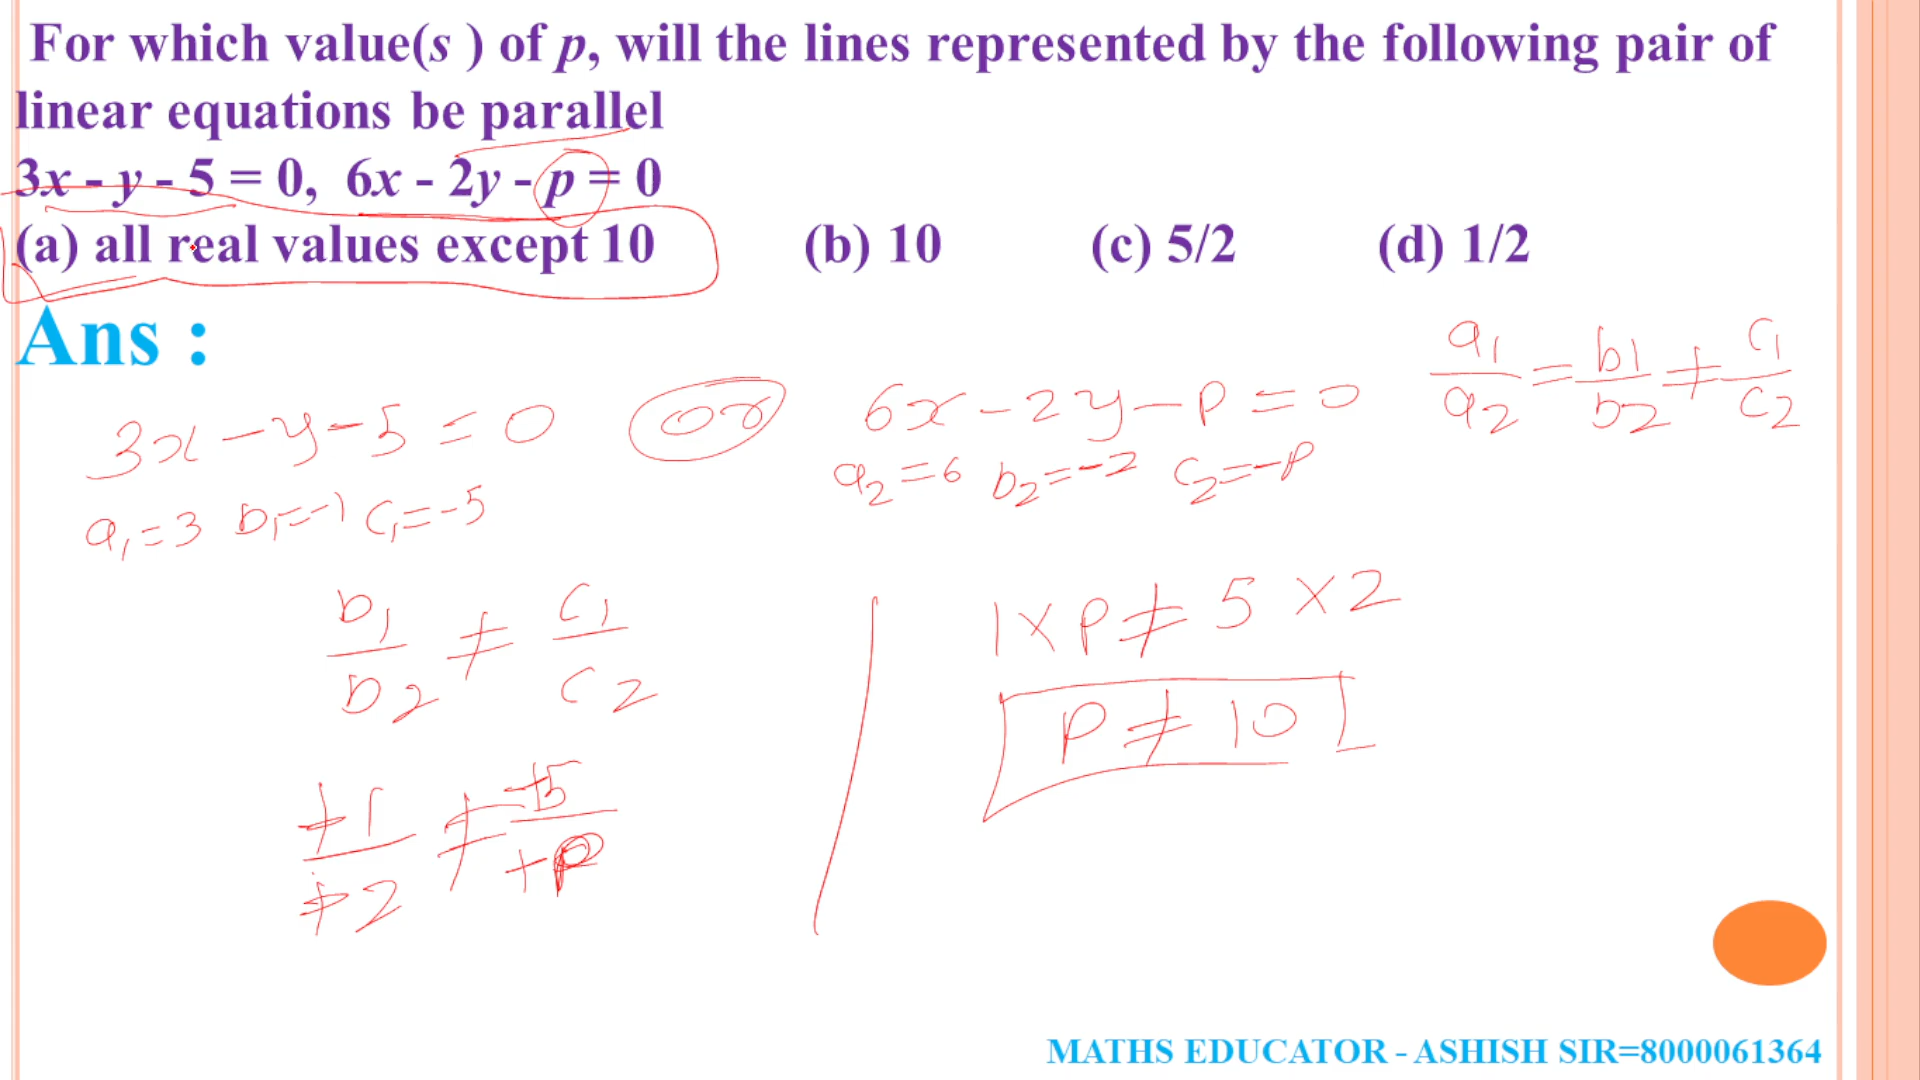 For which value(s ) of p, will the lines represented by the following pair of
linear equations be parallel
3x - y - 5 = 0, 6x - 2y - p = 0
(a) all real values except 10 (b) 10 (c) 5/2 (d) 1/2
Ans :
a1/a2 = b1/b2 ≠ c1/c2
3x - y - 5 = 0 or 6x - 2y - p = 0
a1 = 3 b1 = -1 c1 = -5 a2 = 6 b2 = -2 c2 = -p
b1/b2 ≠ c1/c2
1 × p ≠ 5 × 2
p ≠ 10
+1/+2 ≠ +5/+p
MATHS EDUCATOR - ASHISH SIR=8000061364